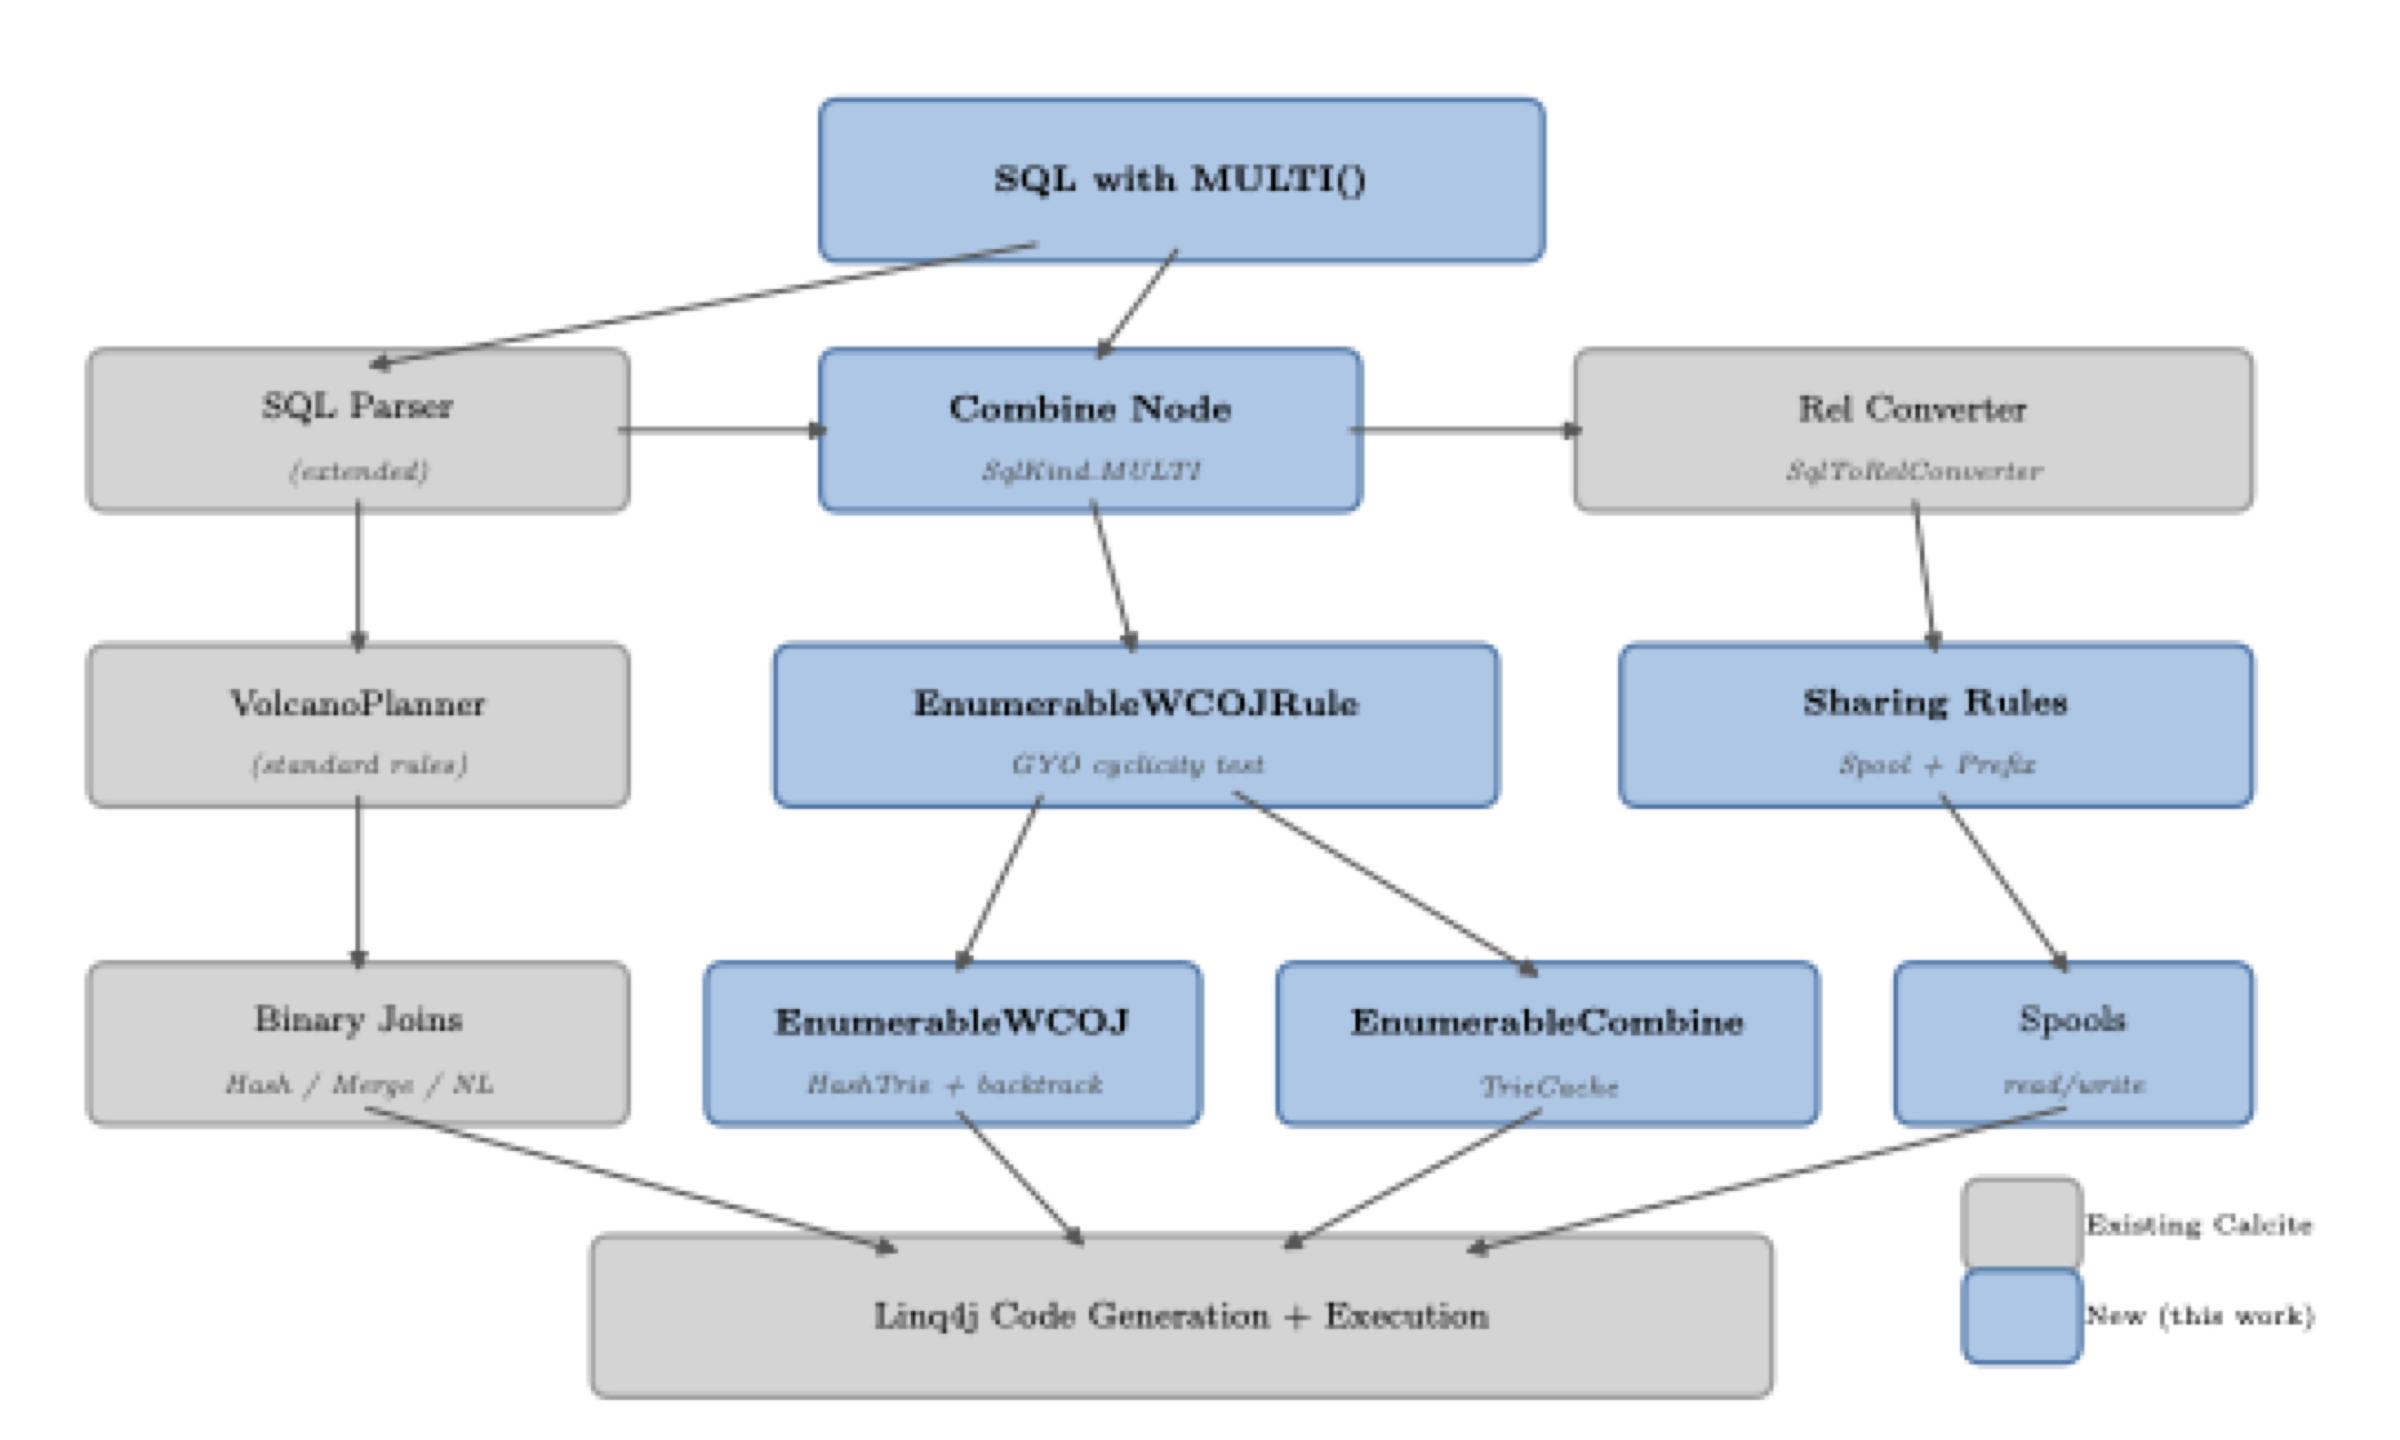 SQL with MULTI()
SQL Parser
(extended)
Combine Node
SqlKind.MULTI
Rel Converter
SqlToRelConverter
VolcanoPlanner
(standard rules)
EnumerableWCOJRule
GYO cyclicity test
Sharing Rules
Spool + Prefix
Binary Joins
Hash / Merge / NL
EnumerableWCOJ
HashTrie + backtrack
EnumerableCombine
TrieCache
Spools
read/write
Linq4j Code Generation + Execution
Existing Calcite
New (this work)